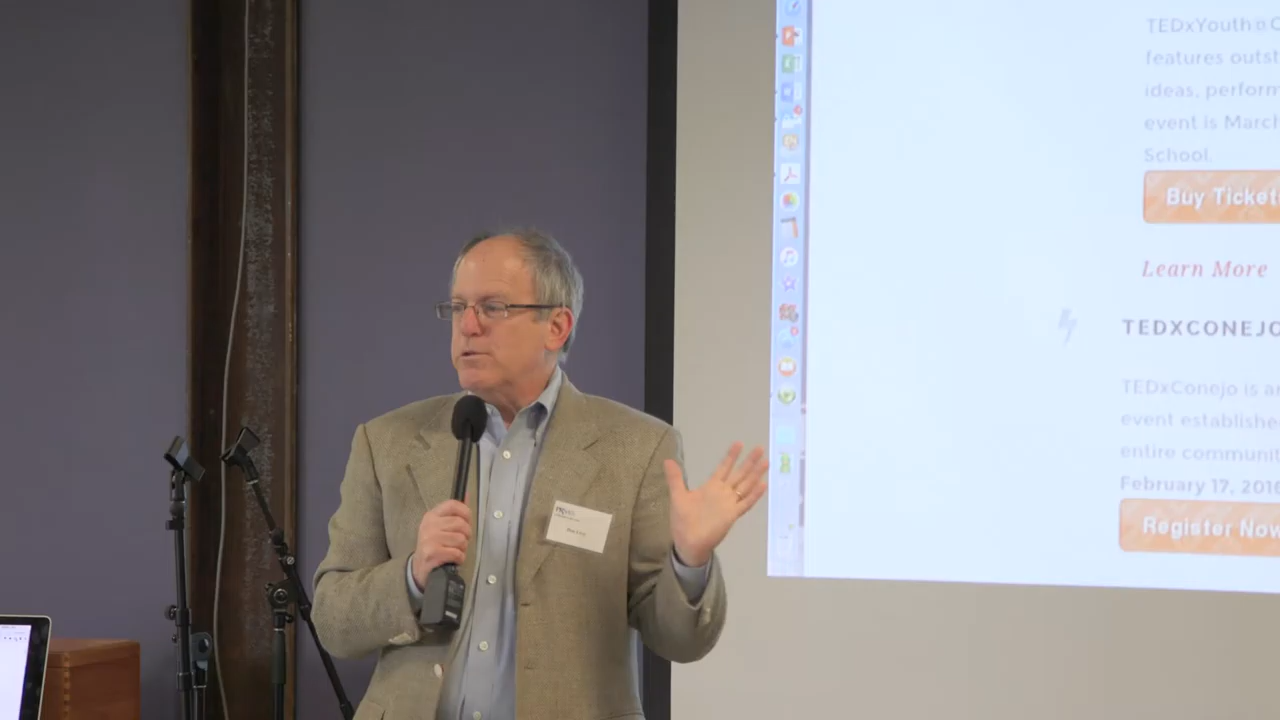 TEDxYouth@C
features outst
ideas, perform
event is March
School.
Buy Ticket
Learn More
TEDXCONEJO
TEDxConejo is an
event establishe
entire communit
February 17, 2016
Register Now